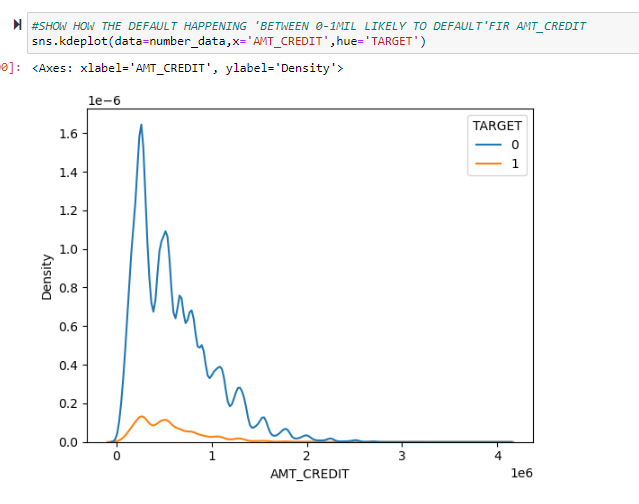 #SHOW HOW THE DEFAULT HAPPENING 'BETWEEN 0-1MIL LIKELY TO DEFAULT'FIR AMT_CREDIT
sns.kdeplot(data=number_data,x='AMT_CREDIT',hue='TARGET')
0]: <Axes: xlabel='AMT_CREDIT', ylabel='Density'>
1e-6
TARGET
0
1
1.6
1.4
1.2
1.0
0.8
0.6
0.4
0.2
0.0
Density
0 1 2 3 4
1e6
AMT_CREDIT